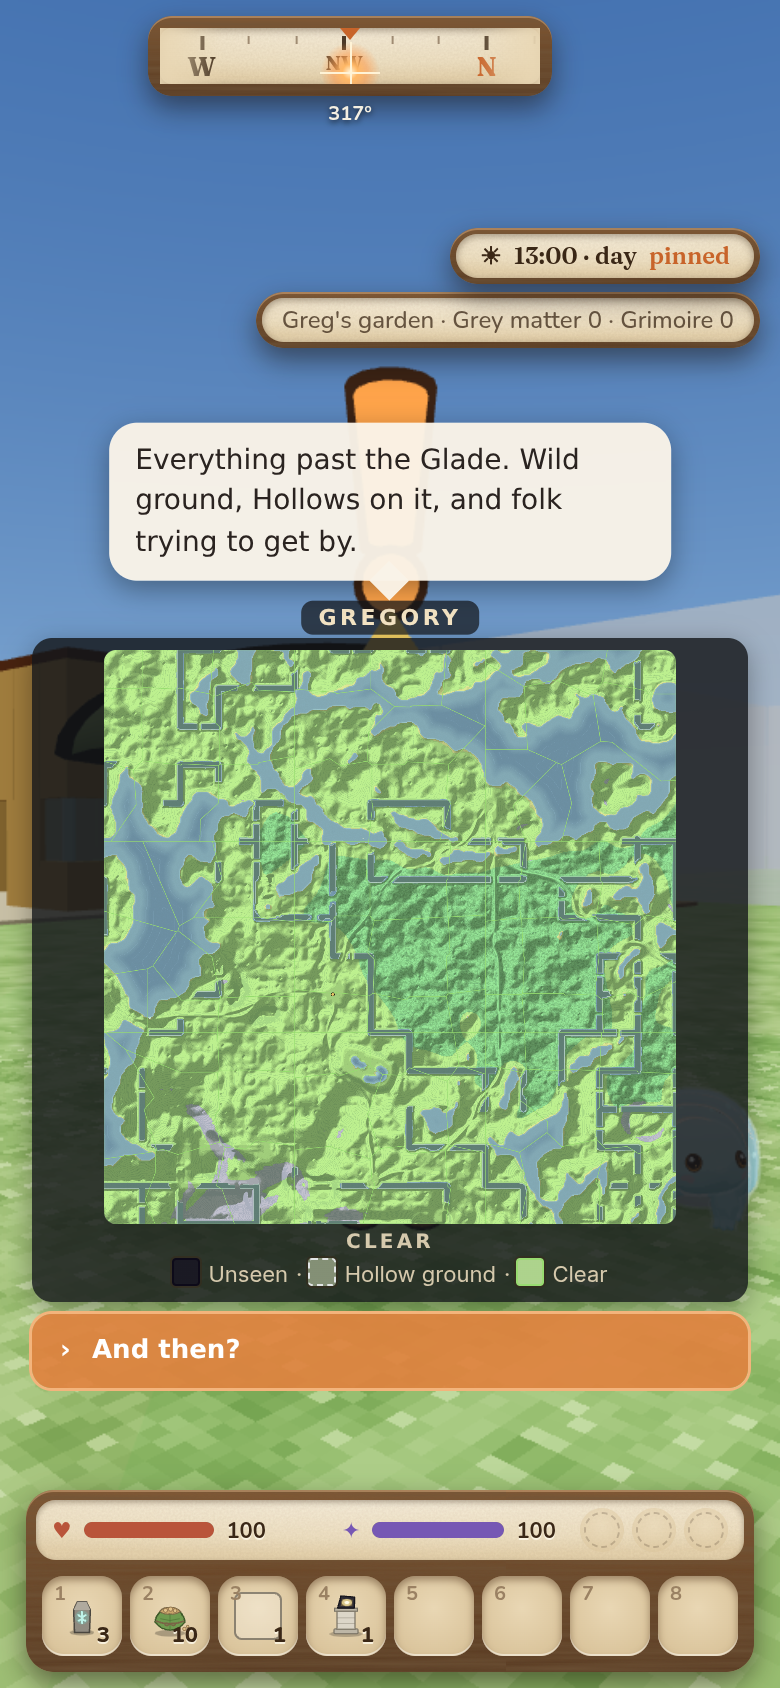 W NW N
317°
13:00 · day pinned
Greg's garden · Grey matter 0 · Grimoire 0
Everything past the Glade. Wild
ground, Hollows on it, and folk
trying to get by.
GREGORY
CLEAR
Unseen · Hollow ground · Clear
› And then?
100 100
1 2 3 4 5 6 7 8
3 10 1 1